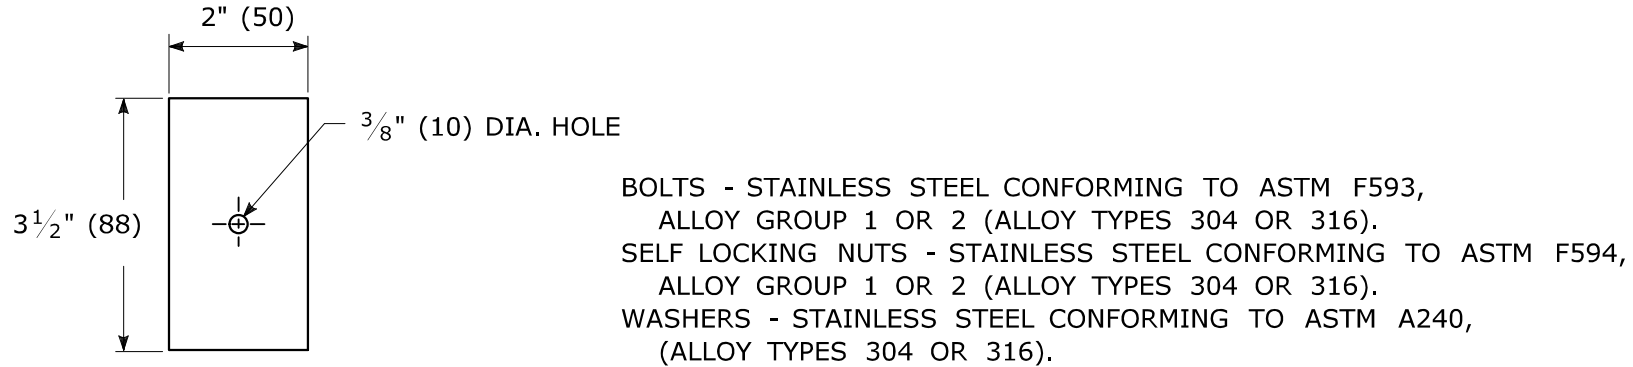 2" (50)
3/8" (10) DIA. HOLE
3 1/2" (88)
BOLTS - STAINLESS STEEL CONFORMING TO ASTM F593,
ALLOY GROUP 1 OR 2 (ALLOY TYPES 304 OR 316).
SELF LOCKING NUTS - STAINLESS STEEL CONFORMING TO ASTM F594,
ALLOY GROUP 1 OR 2 (ALLOY TYPES 304 OR 316).
WASHERS - STAINLESS STEEL CONFORMING TO ASTM A240,
(ALLOY TYPES 304 OR 316).